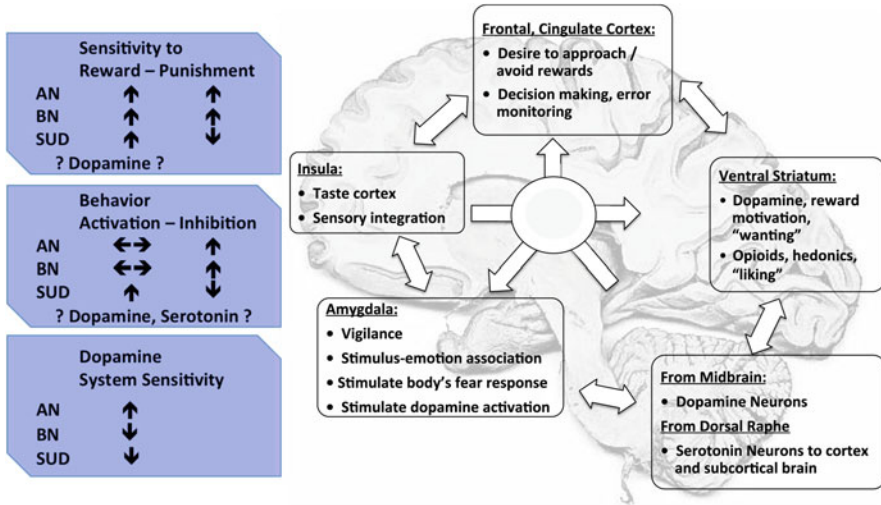 Sensitivity to
Reward – Punishment
AN ↑ ↑
BN ↑ ↑
SUD ↑ ↓
? Dopamine ?
Behavior
Activation – Inhibition
AN ←→ ↑
BN ←→ ↑
SUD ↑ ↓
? Dopamine, Serotonin ?
Dopamine
System Sensitivity
AN ↑
BN ↓
SUD ↓
Frontal, Cingulate Cortex:
• Desire to approach /
avoid rewards
• Decision making, error
monitoring
Insula:
• Taste cortex
• Sensory integration
Ventral Striatum:
• Dopamine, reward
motivation,
“wanting”
• Opioids, hedonics,
“liking”
Amygdala:
• Vigilance
• Stimulus-emotion association
• Stimulate body’s fear response
• Stimulate dopamine activation
From Midbrain:
• Dopamine Neurons
From Dorsal Raphe
• Serotonin Neurons to cortex
and subcortical brain